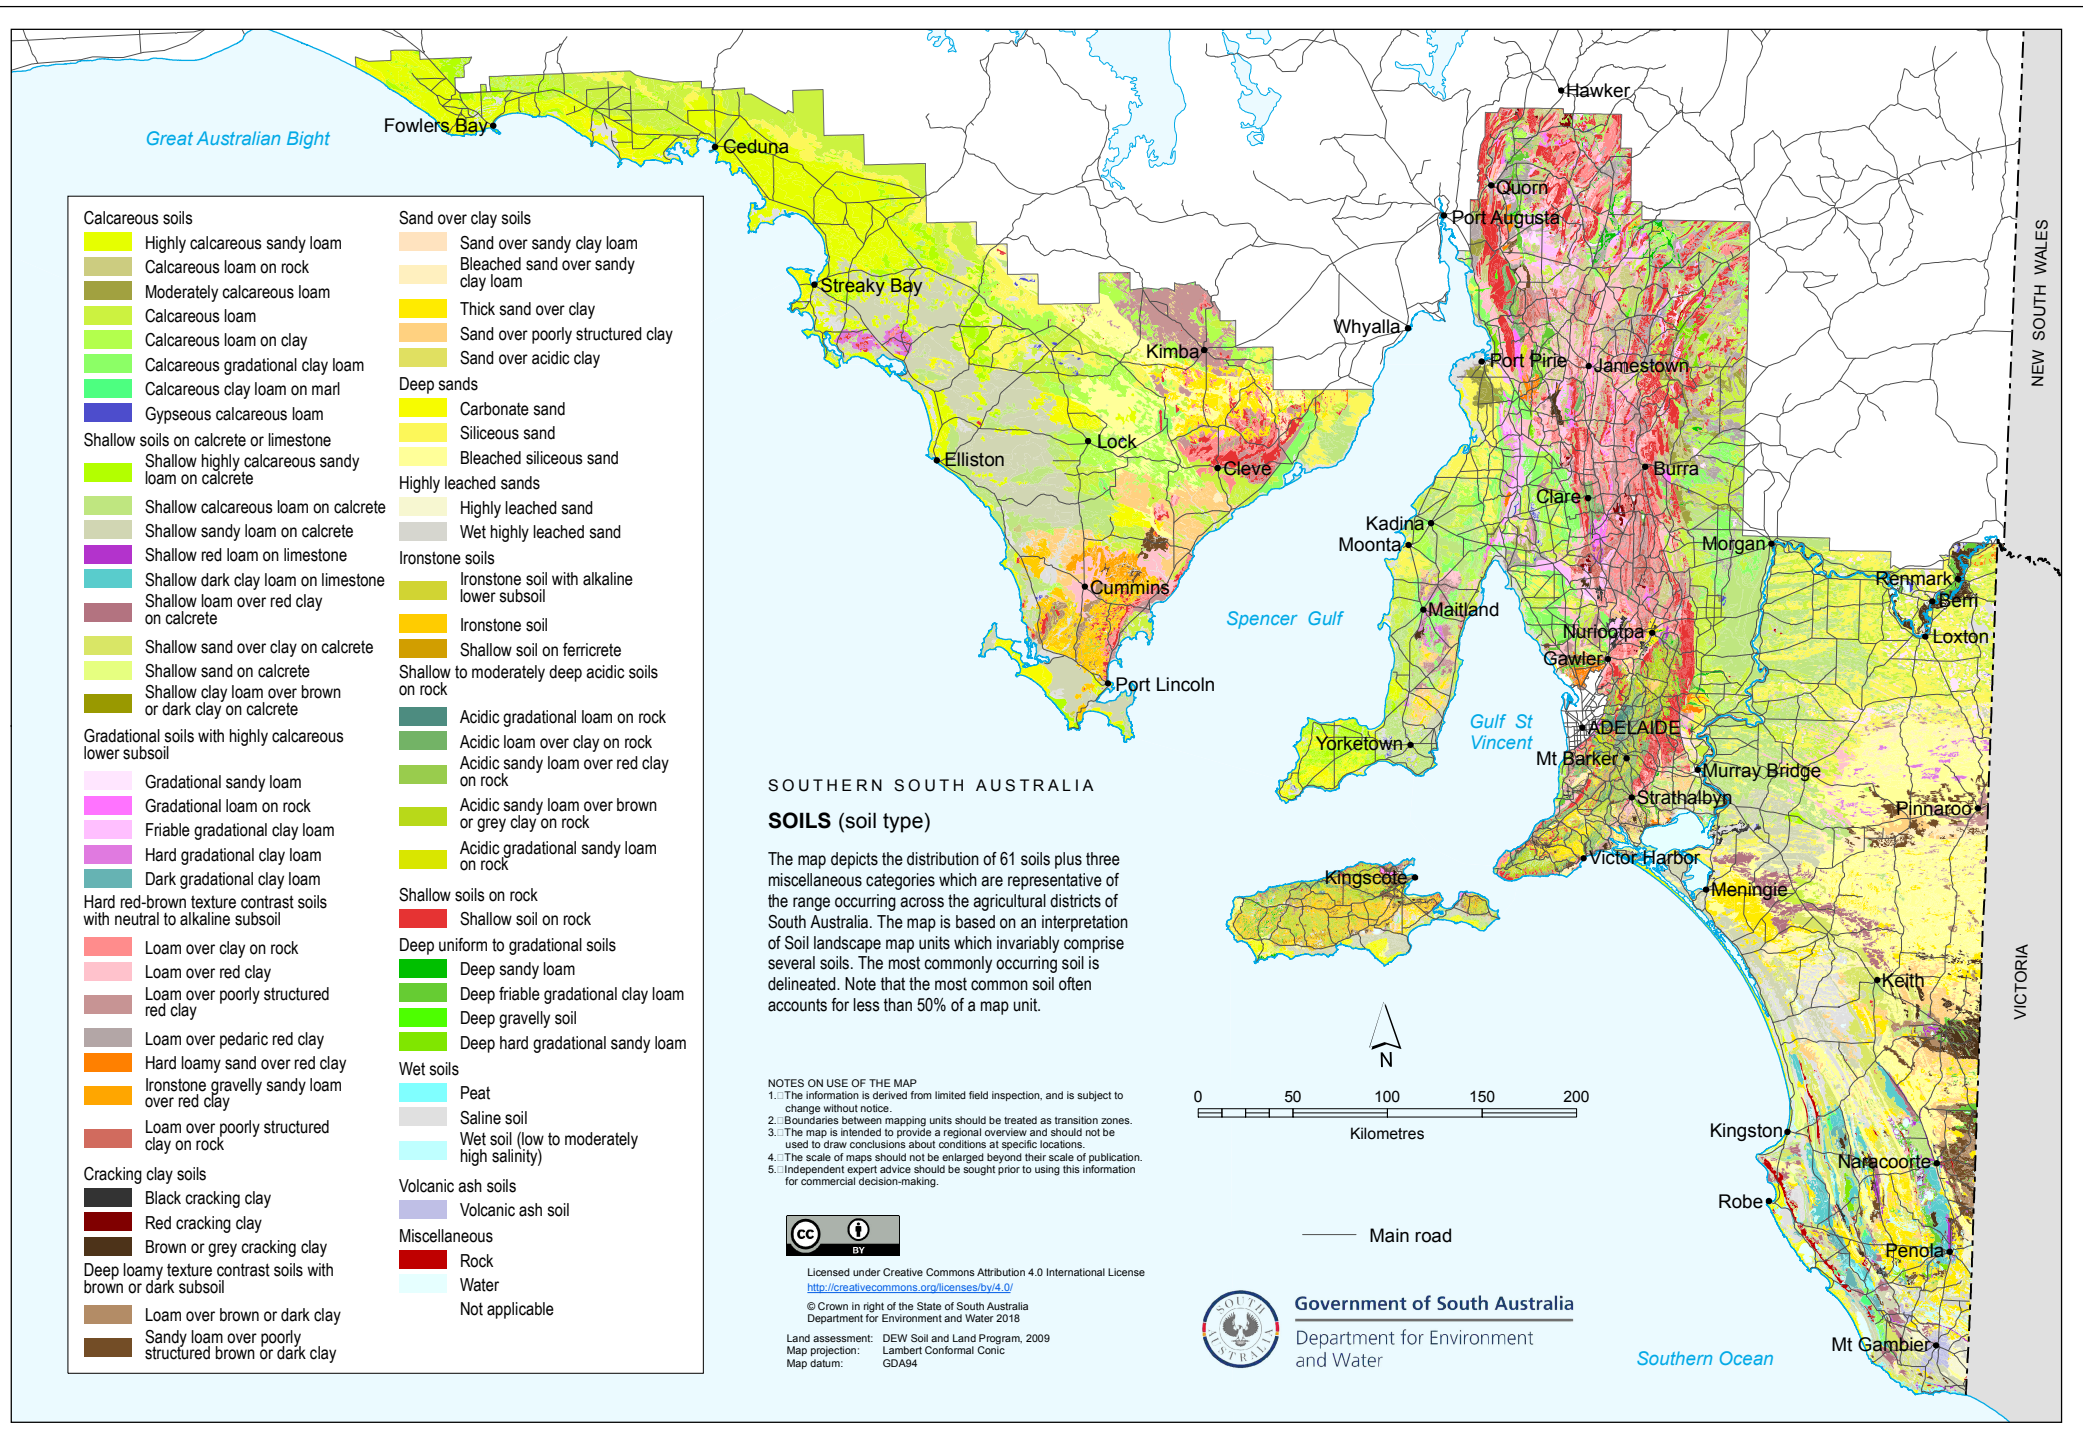 Great Australian Bight
Fowlers Bay
Ceduna
Streaky Bay
Elliston
Lock
Kimba
Cleve
Cummins
Port Lincoln
Whyalla
Hawker
Quorn
Port Augusta
Port Pirie
Jamestown
Burra
Clare
Kadina
Moonta
Morgan
Renmark
Berri
Loxton
Maitland
Nuriootpa
Gawler
Spencer Gulf
Gulf St
Vincent
ADELAIDE
Yorketown
Mt Barker
Murray Bridge
Strathalbyn
Pinnaroo
Victor Harbor
Kingscote
Meningie
Keith
Kingston
Naracoorte
Robe
Penola
Mt Gambier
Southern Ocean
NEW SOUTH WALES
VICTORIA
Calcareous soils
Highly calcareous sandy loam
Calcareous loam on rock
Moderately calcareous loam
Calcareous loam
Calcareous loam on clay
Calcareous gradational clay loam
Calcareous clay loam on marl
Gypseous calcareous loam
Shallow soils on calcrete or limestone
Shallow highly calcareous sandy
loam on calcrete
Shallow calcareous loam on calcrete
Shallow sandy loam on calcrete
Shallow red loam on limestone
Shallow dark clay loam on limestone
Shallow loam over red clay
on calcrete
Shallow sand over clay on calcrete
Shallow sand on calcrete
Shallow clay loam over brown
or dark clay on calcrete
Gradational soils with highly calcareous
lower subsoil
Gradational sandy loam
Gradational loam on rock
Friable gradational clay loam
Hard gradational clay loam
Dark gradational clay loam
Hard red-brown texture contrast soils
with neutral to alkaline subsoil
Loam over clay on rock
Loam over red clay
Loam over poorly structured
red clay
Loam over pedaric red clay
Hard loamy sand over red clay
Ironstone gravelly sandy loam
over red clay
Loam over poorly structured
clay on rock
Cracking clay soils
Black cracking clay
Red cracking clay
Brown or grey cracking clay
Deep loamy texture contrast soils with
brown or dark subsoil
Loam over brown or dark clay
Sandy loam over poorly
structured brown or dark clay
Sand over clay soils
Sand over sandy clay loam
Bleached sand over sandy
clay loam
Thick sand over clay
Sand over poorly structured clay
Sand over acidic clay
Deep sands
Carbonate sand
Siliceous sand
Bleached siliceous sand
Highly leached sands
Highly leached sand
Wet highly leached sand
Ironstone soils
Ironstone soil with alkaline
lower subsoil
Ironstone soil
Shallow soil on ferricrete
Shallow to moderately deep acidic soils
on rock
Acidic gradational loam on rock
Acidic loam over clay on rock
Acidic sandy loam over red clay
on rock
Acidic sandy loam over brown
or grey clay on rock
Acidic gradational sandy loam
on rock
Shallow soils on rock
Shallow soil on rock
Deep uniform to gradational soils
Deep sandy loam
Deep friable gradational clay loam
Deep gravelly soil
Deep hard gradational sandy loam
Wet soils
Peat
Saline soil
Wet soil (low to moderately
high salinity)
Volcanic ash soils
Volcanic ash soil
Miscellaneous
Rock
Water
Not applicable
SOUTHERN SOUTH AUSTRALIA
SOILS (soil type)
The map depicts the distribution of 61 soils plus three
miscellaneous categories which are representative of
the range occurring across the agricultural districts of
South Australia. The map is based on an interpretation
of Soil landscape map units which invariably comprise
several soils. The most commonly occurring soil is
delineated. Note that the most common soil often
accounts for less than 50% of a map unit.
NOTES ON USE OF THE MAP
1. The information is derived from limited field inspection, and is subject to
change without notice.
2. Boundaries between mapping units should be treated as transition zones.
3. The map is intended to provide a regional overview and should not be
used to draw conclusions about conditions at specific locations.
4. The scale of maps should not be enlarged beyond their scale of publication.
5. Independent expert advice should be sought prior to using this information
for commercial decision-making.
cc
BY
Licensed under Creative Commons Attribution 4.0 International License
http://creativecommons.org/licenses/by/4.0/
© Crown in right of the State of South Australia
Department for Environment and Water 2018
Land assessment: DEW Soil and Land Program, 2009
Map projection: Lambert Conformal Conic
Map datum: GDA94
N
0 50 100 150 200
Kilometres
Main road
SOUTH AUSTRALIA
Government of South Australia
Department for Environment
and Water